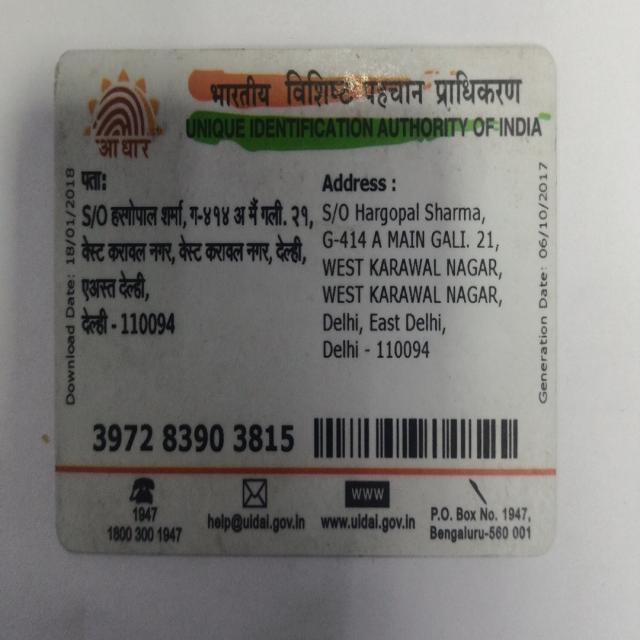 भारतीय विशिष्ट पहचान प्राधिकरण
UNIQUE IDENTIFICATION AUTHORITY OF INDIA
आधार
पता:
S/O हरगोपाल शर्मा, ग-४१४ अ मैं गली. २१,
वेस्ट करावल नगर, वेस्ट करावल नगर, देल्ही,
एअस्त देल्ही,
देल्ही - 110094
Address :
S/O Hargopal Sharma,
G-414 A MAIN GALI. 21,
WEST KARAWAL NAGAR,
WEST KARAWAL NAGAR,
Delhi, East Delhi,
Delhi - 110094
Download Date: 18/01/2018
Generation Date: 06/10/2017
3972 8390 3815
1947
1800 300 1947
help@uidai.gov.in
WWW
www.uidai.gov.in
P.O. Box No. 1947,
Bengaluru-560 001